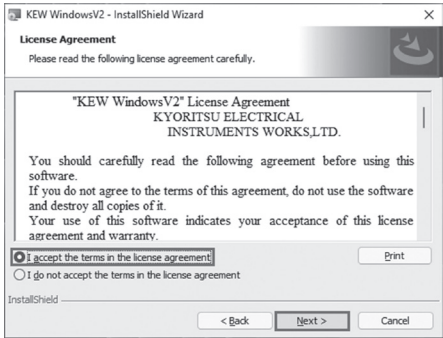 KEW WindowsV2 - InstallShield Wizard
License Agreement
Please read the following license agreement carefully.
"KEW WindowsV2" License Agreement
KYORITSU ELECTRICAL
INSTRUMENTS WORKS,LTD.
You should carefully read the following agreement before using this
software.
If you do not agree to the terms of this agreement, do not use the software
and destroy all copies of it.
Your use of this software indicates your acceptance of this license
agreement and warranty.
I accept the terms in the license agreement
Print
I do not accept the terms in the license agreement
InstallShield
< Back
Next >
Cancel